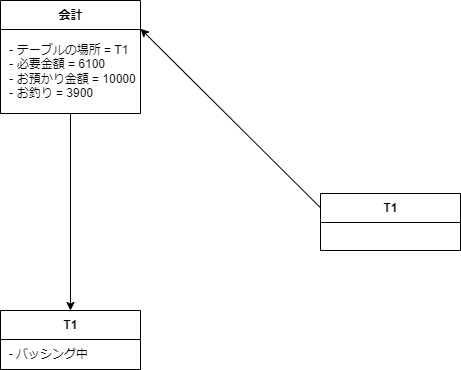 会計
- テーブルの場所 = T1
- 必要金額 = 6100
- お預かり金額 = 10000
- お釣り = 3900
T1
T1
- バッシング中